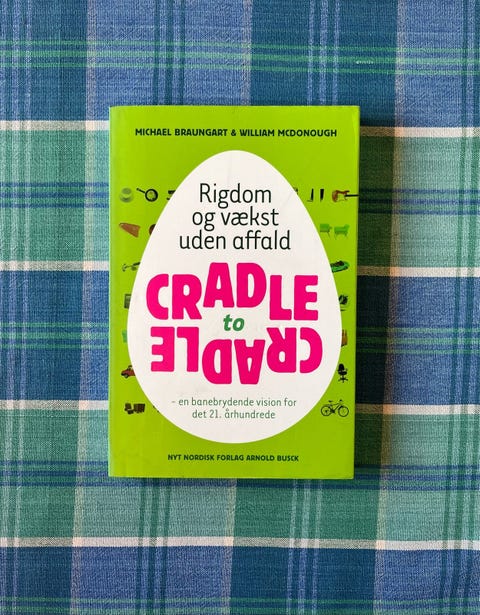 MICHAEL BRAUNGART & WILLIAM MCDONOUGH
Rigdom
og vækst
uden affald
CRADLE
to
CRADLE
– en banebrydende vision for
det 21. århundrede
NYT NORDISK FORLAG ARNOLD BUSCK